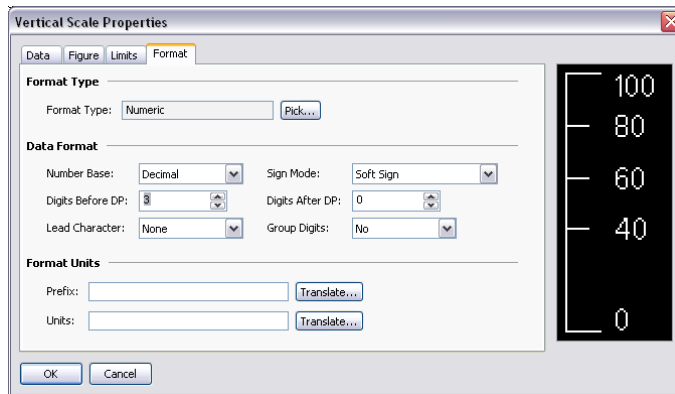 Vertical Scale Properties
Data Figure Limits Format
Format Type
Format Type: Numeric Pick...
Data Format
Number Base: Decimal Sign Mode: Soft Sign
Digits Before DP: 3 Digits After DP: 0
Lead Character: None Group Digits: No
Format Units
Prefix: Translate...
Units: Translate...
OK Cancel
100
80
60
40
0